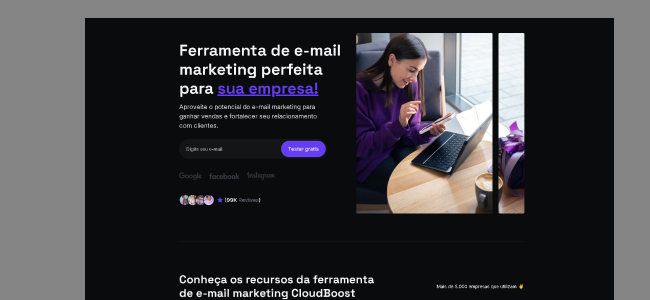 Ferramenta de e-mail
marketing perfeita
para sua empresa!
Aproveite o potencial do e-mail marketing para
ganhar vendas e fortalecer seu relacionamento
com clientes.
Digite seu e-mail
Testar grátis
Google facebook Instagram
(99K Reviews)
Conheça os recursos da ferramenta
de e-mail marketing CloudBoost
Mais de 5,000 empresas que utilizam ✌️